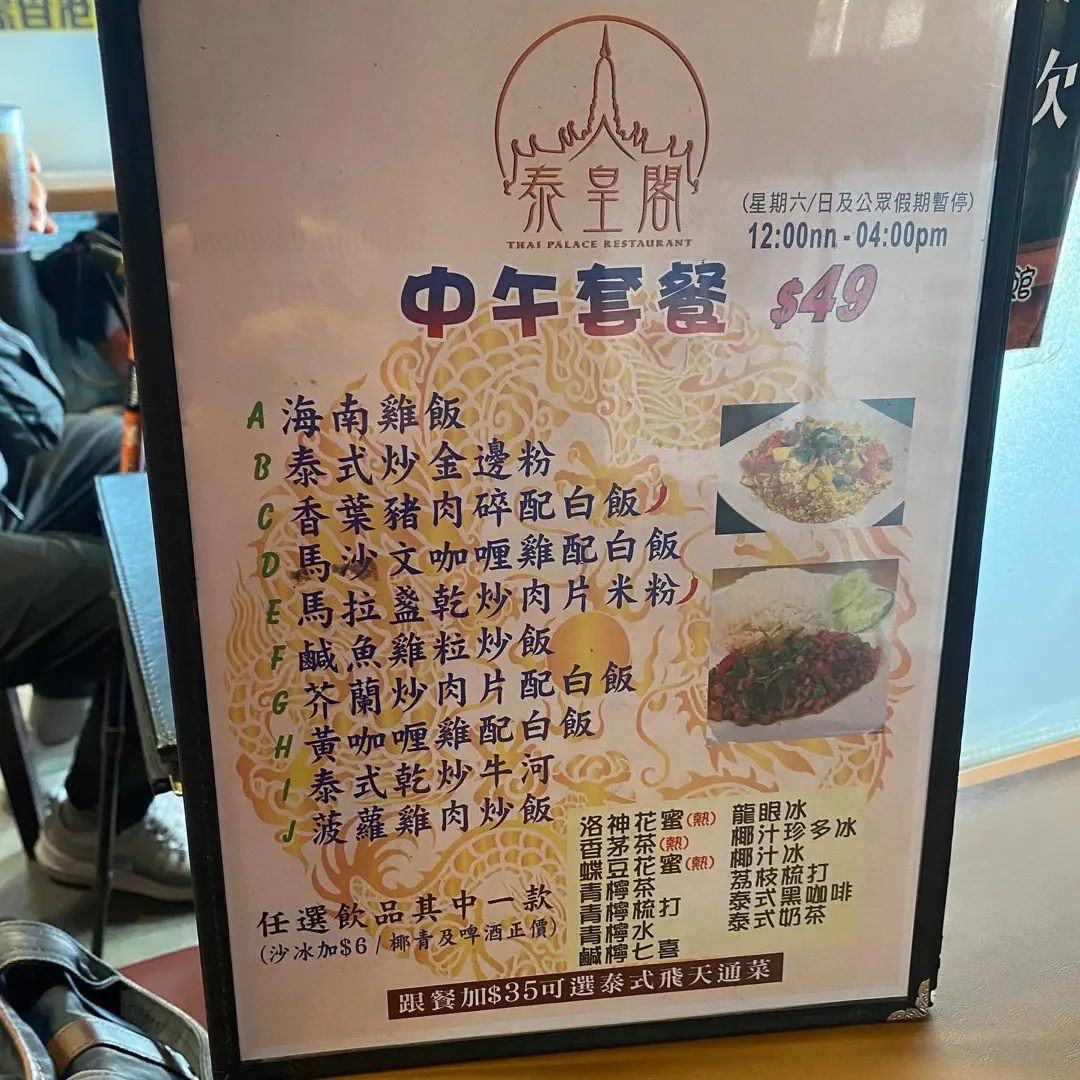 泰皇閣
THAI PALACE RESTAURANT
(星期六/日及公眾假期暫停)
12:00nn - 04:00pm
中午套餐 $49
A 海南雞飯
B 泰式炒金邊粉
C 香葉豬肉碎配白飯
D 馬沙文咖喱雞配白飯
E 馬拉盞乾炒肉片米粉
F 鹹魚雞粒炒飯
G 芥蘭炒肉片配白飯
H 黃咖喱雞配白飯
I 泰式乾炒牛河
J 菠蘿雞肉炒飯
任選飲品其中一款
(沙冰加$6 / 椰青及啤酒正價)
洛神花蜜(熱)
香茅茶(熱)
蝶豆花蜜(熱)
青檸茶
青檸梳打
青檸水
鹹檸七喜
龍眼冰
椰汁珍多冰
椰汁冰
荔枝梳打
泰式黑咖啡
泰式奶茶
跟餐加$35可選泰式飛天通菜